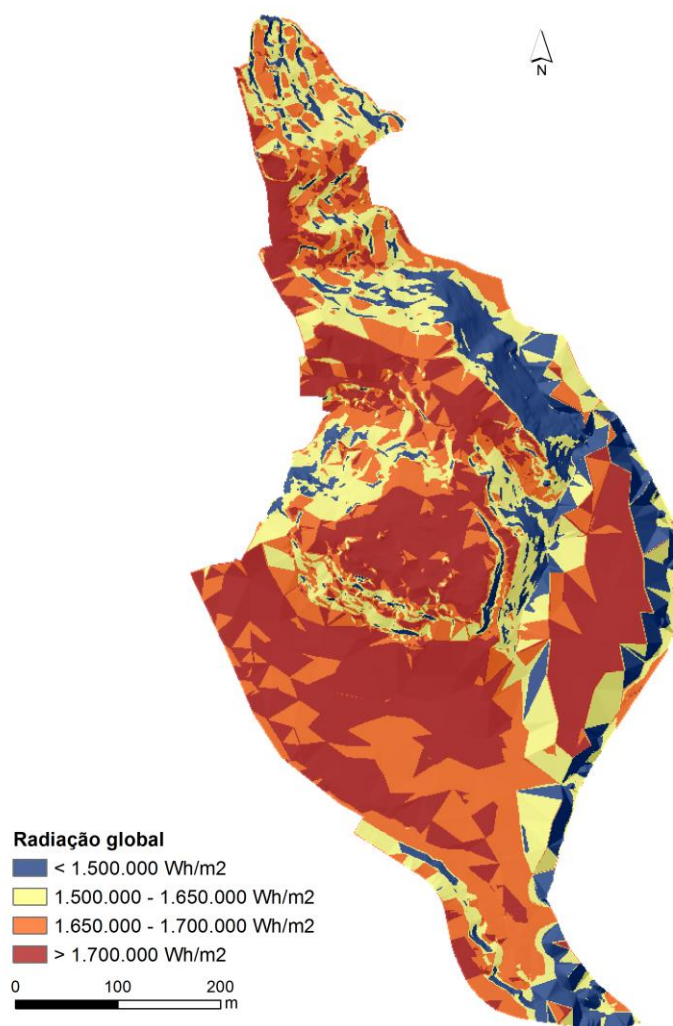 N
Radiação global
< 1.500.000 Wh/m2
1.500.000 - 1.650.000 Wh/m2
1.650.000 - 1.700.000 Wh/m2
> 1.700.000 Wh/m2
0 100 200
m